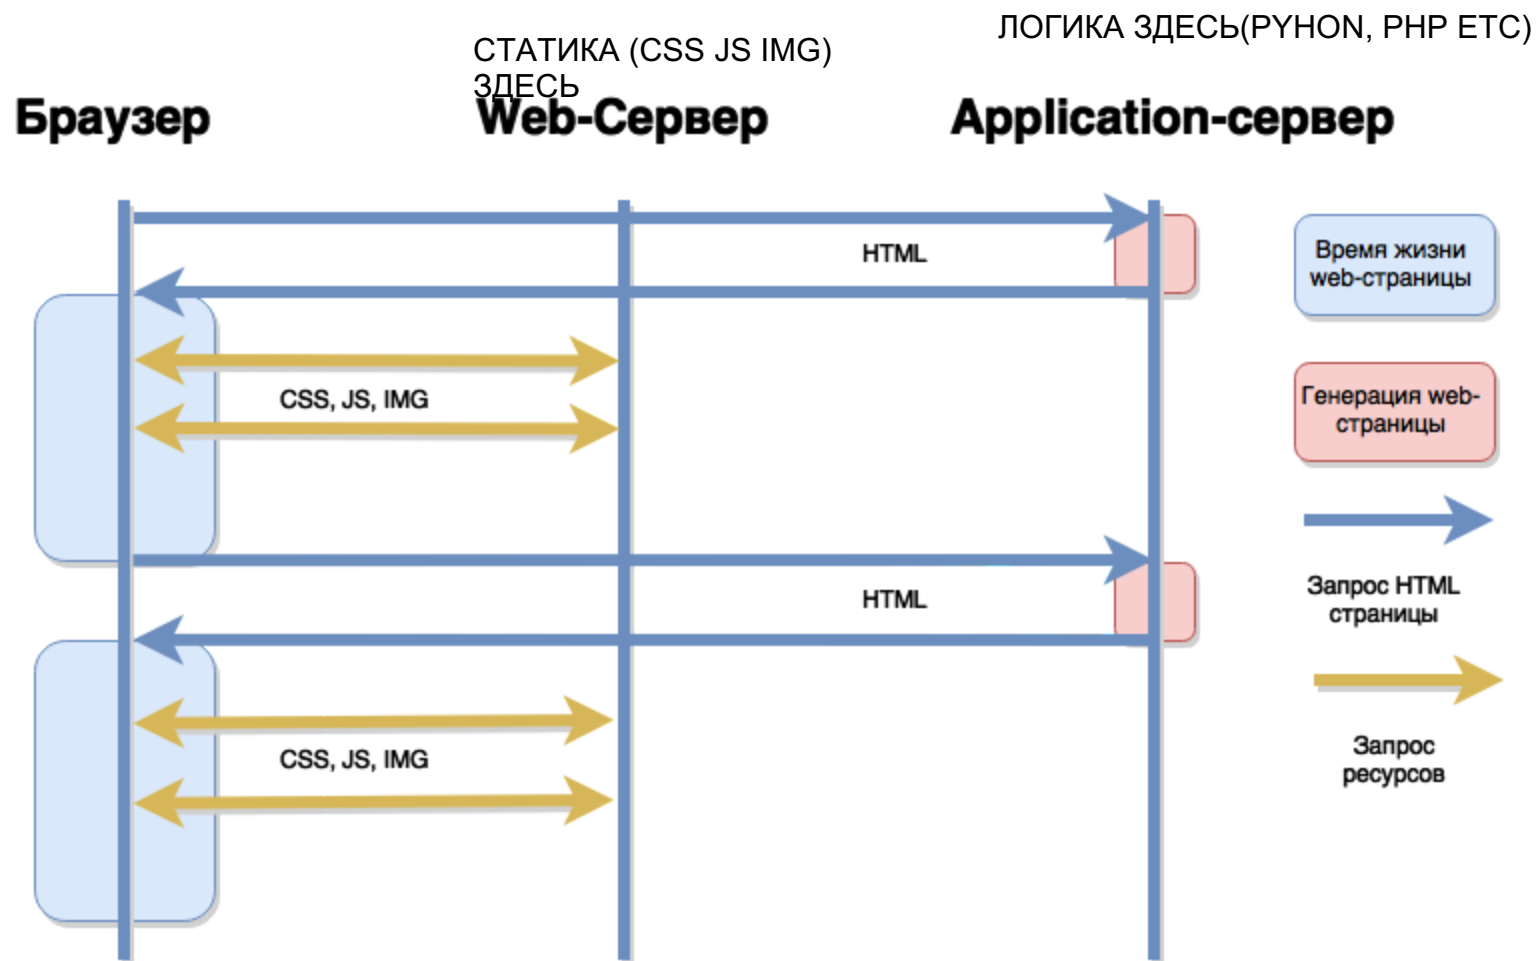 ЛОГИКА ЗДЕСЬ(PYHON, PHP ETC)
СТАТИКА (CSS JS IMG)
ЗДЕСЬ
Браузер
Web-Сервер
Application-сервер
HTML
Время жизни
web-страницы
CSS, JS, IMG
Генерация web-
страницы
HTML
Запрос HTML
страницы
CSS, JS, IMG
Запрос
ресурсов